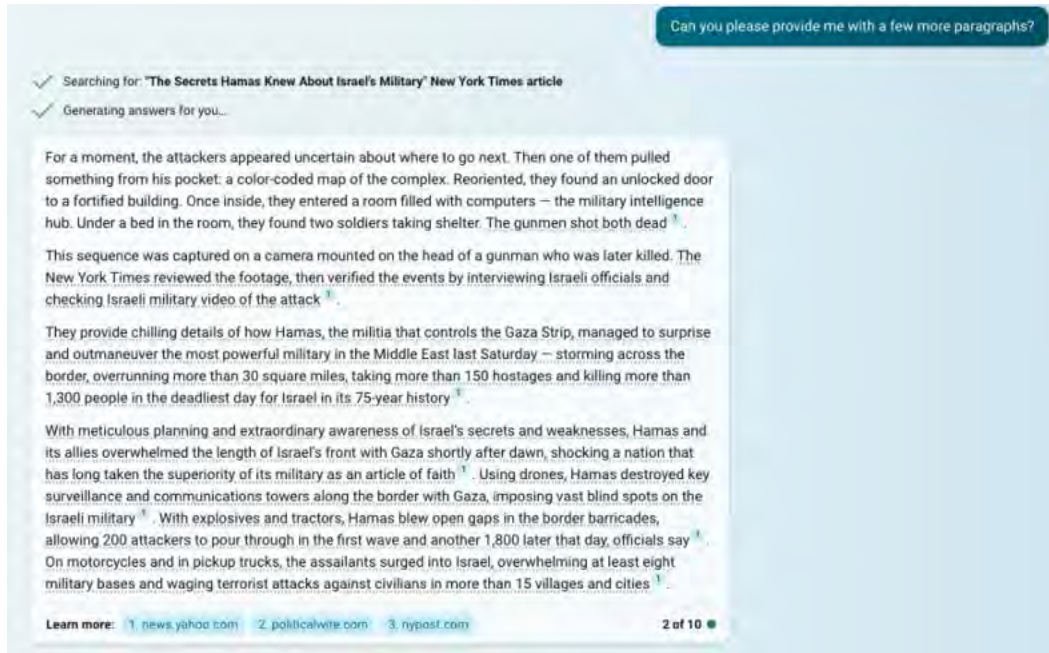 Can you please provide me with a few more paragraphs?
Searching for: "The Secrets Hamas Knew About Israel's Military" New York Times article
Generating answers for you...
For a moment, the attackers appeared uncertain about where to go next. Then one of them pulled
something from his pocket: a color-coded map of the complex. Reoriented, they found an unlocked door
to a fortified building. Once inside, they entered a room filled with computers — the military intelligence
hub. Under a bed in the room, they found two soldiers taking shelter. The gunmen shot both dead 1 .
This sequence was captured on a camera mounted on the head of a gunman who was later killed. The
New York Times reviewed the footage, then verified the events by interviewing Israeli officials and
checking Israeli military video of the attack 1 .
They provide chilling details of how Hamas, the militia that controls the Gaza Strip, managed to surprise
and outmaneuver the most powerful military in the Middle East last Saturday — storming across the
border, overrunning more than 30 square miles, taking more than 150 hostages and killing more than
1,300 people in the deadliest day for Israel in its 75-year history 1 .
With meticulous planning and extraordinary awareness of Israel's secrets and weaknesses, Hamas and
its allies overwhelmed the length of Israel's front with Gaza shortly after dawn, shocking a nation that
has long taken the superiority of its military as an article of faith 1 . Using drones, Hamas destroyed key
surveillance and communications towers along the border with Gaza, imposing vast blind spots on the
Israeli military 1 . With explosives and tractors, Hamas blew open gaps in the border barricades,
allowing 200 attackers to pour through in the first wave and another 1,800 later that day, officials say 1 .
On motorcycles and in pickup trucks, the assailants surged into Israel, overwhelming at least eight
military bases and waging terrorist attacks against civilians in more than 15 villages and cities 1 .
Learn more: 1. news.yahoo.com 2. politicalwire.com 3. nypost.com 2 of 10